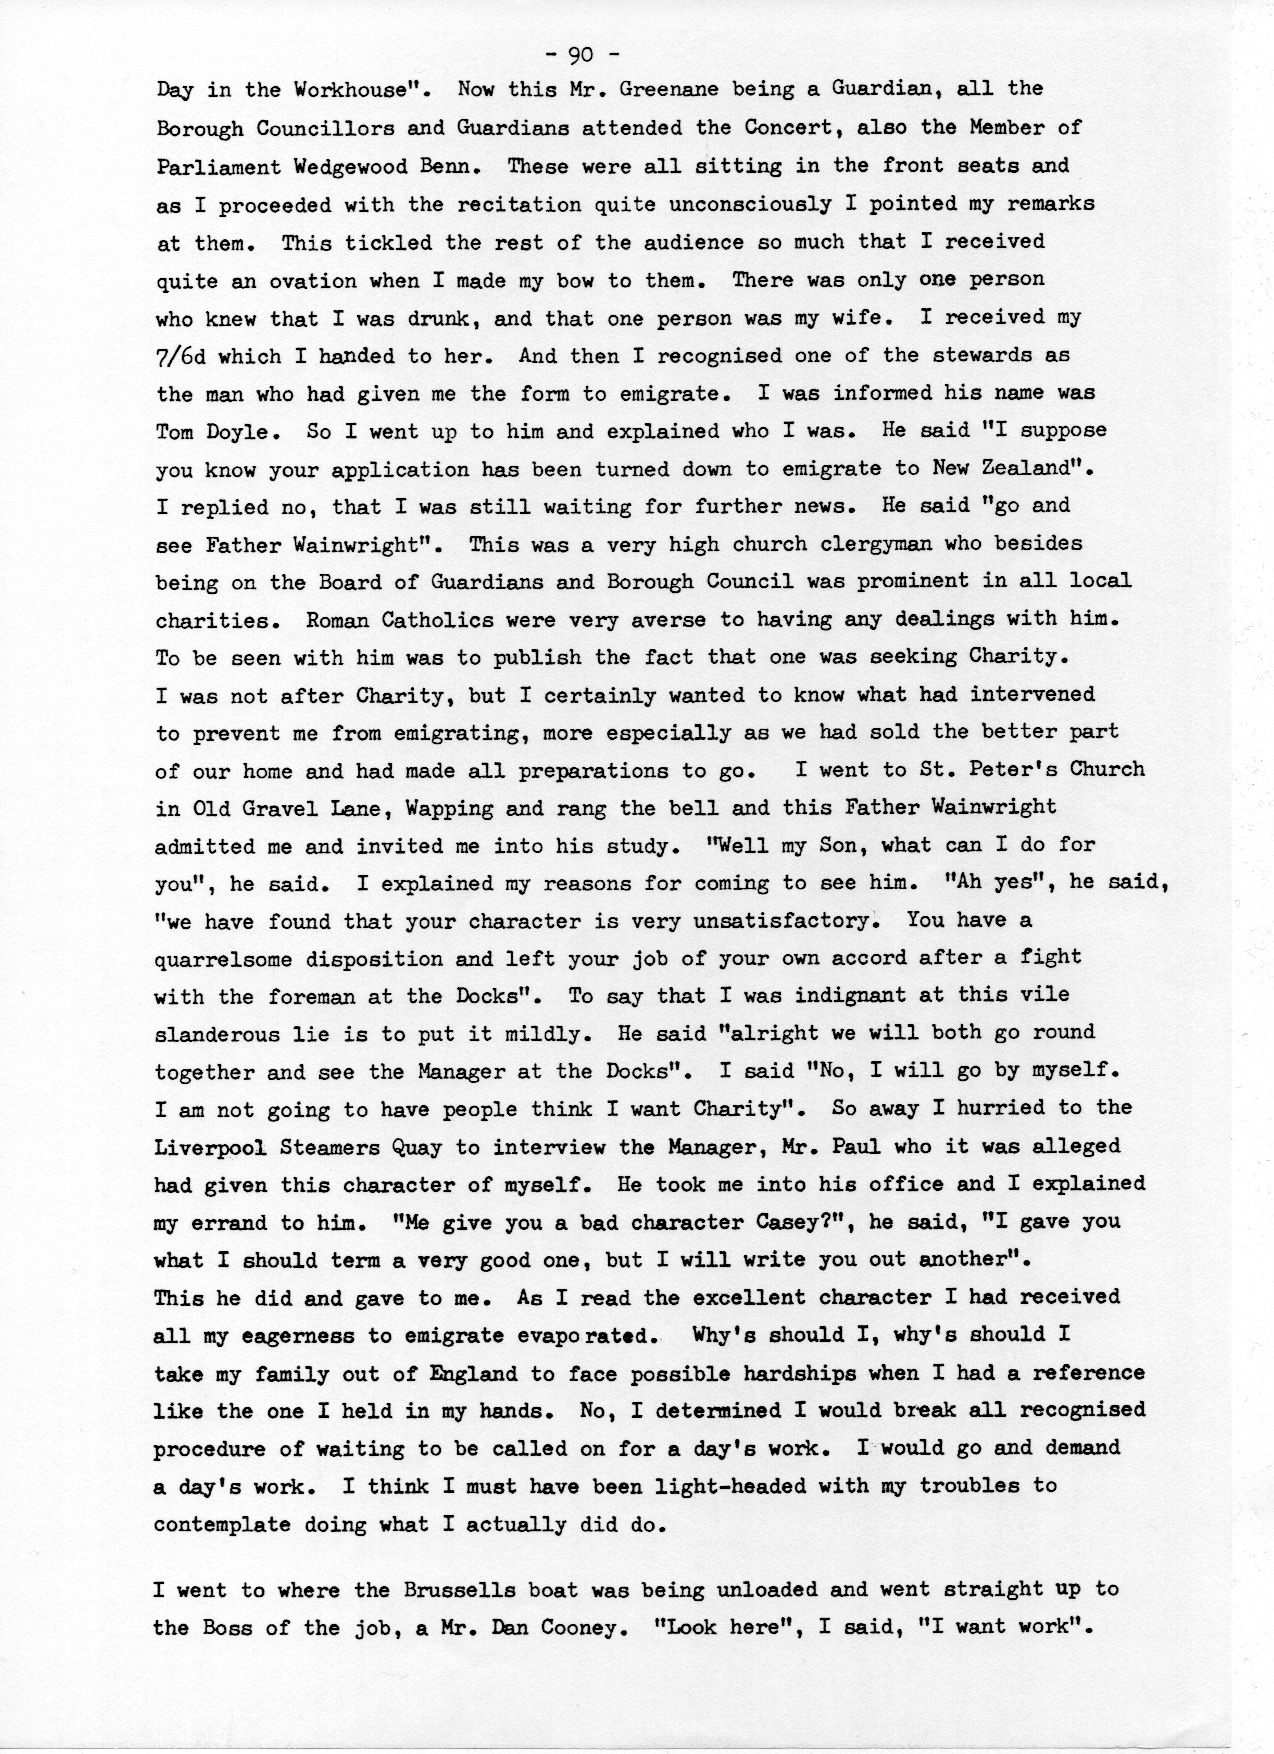 - 90 -
Day in the Workhouse". Now this Mr. Greenane being a Guardian, all the
Borough Councillors and Guardians attended the Concert, also the Member of
Parliament Wedgewood Benn. These were all sitting in the front seats and
as I proceeded with the recitation quite unconsciously I pointed my remarks
at them. This tickled the rest of the audience so much that I received
quite an ovation when I made my bow to them. There was only one person
who knew that I was drunk, and that one person was my wife. I received my
7/6d which I handed to her. And then I recognised one of the stewards as
the man who had given me the form to emigrate. I was informed his name was
Tom Doyle. So I went up to him and explained who I was. He said "I suppose
you know your application has been turned down to emigrate to New Zealand".
I replied no, that I was still waiting for further news. He said "go and
see Father Wainwright". This was a very high church clergyman who besides
being on the Board of Guardians and Borough Council was prominent in all local
charities. Roman Catholics were very averse to having any dealings with him.
To be seen with him was to publish the fact that one was seeking Charity.
I was not after Charity, but I certainly wanted to know what had intervened
to prevent me from emigrating, more especially as we had sold the better part
of our home and had made all preparations to go. I went to St. Peter's Church
in Old Gravel Lane, Wapping and rang the bell and this Father Wainwright
admitted me and invited me into his study. "Well my Son, what can I do for
you", he said. I explained my reasons for coming to see him. "Ah yes", he said,
"we have found that your character is very unsatisfactory. You have a
quarrelsome disposition and left your job of your own accord after a fight
with the foreman at the Docks". To say that I was indignant at this vile
slanderous lie is to put it mildly. He said "alright we will both go round
together and see the Manager at the Docks". I said "No, I will go by myself.
I am not going to have people think I want Charity". So away I hurried to the
Liverpool Steamers Quay to interview the Manager, Mr. Paul who it was alleged
had given this character of myself. He took me into his office and I explained
my errand to him. "Me give you a bad character Casey?", he said, "I gave you
what I should term a very good one, but I will write you out another".
This he did and gave to me. As I read the excellent character I had received
all my eagerness to emigrate evaporated. Why's should I, why's should I
take my family out of England to face possible hardships when I had a reference
like the one I held in my hands. No, I determined I would break all recognised
procedure of waiting to be called on for a day's work. I would go and demand
a day's work. I think I must have been light-headed with my troubles to
contemplate doing what I actually did do.
I went to where the Brussells boat was being unloaded and went straight up to
the Boss of the job, a Mr. Dan Cooney. "Look here", I said, "I want work".